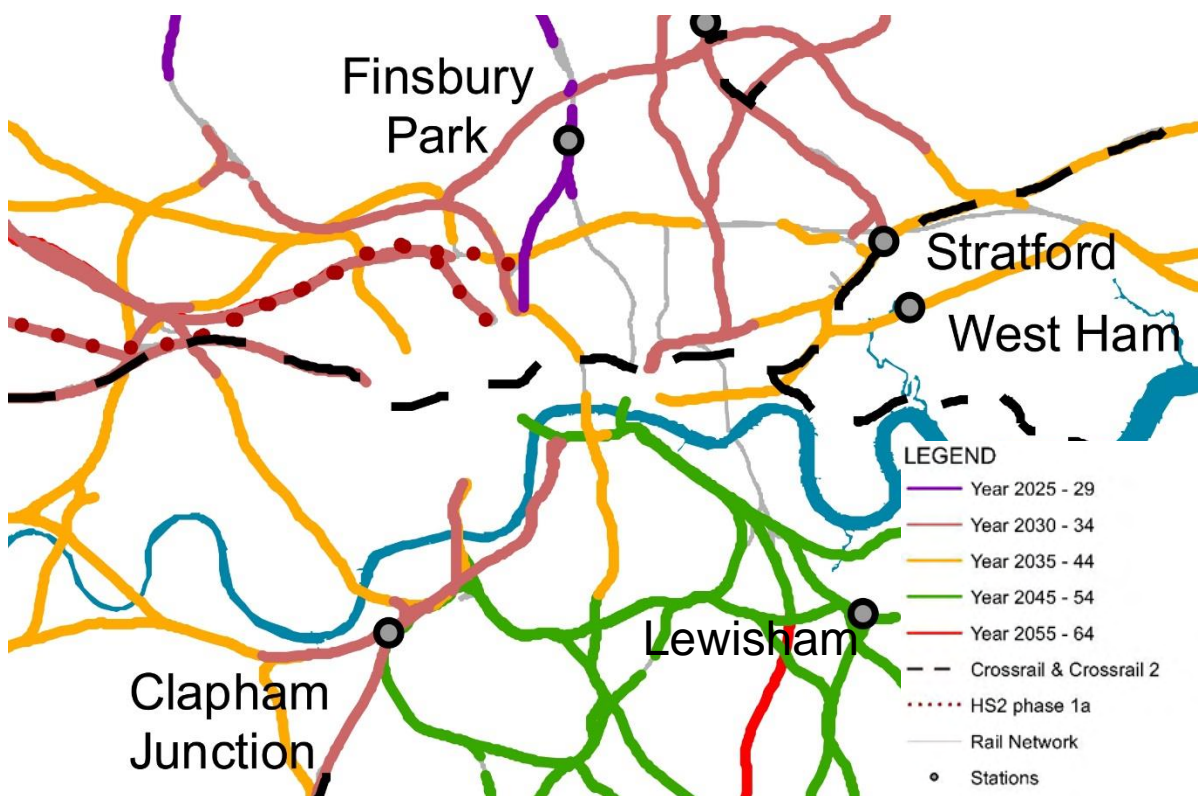 Finsbury
Park
Stratford
West Ham
Lewisham
Clapham
Junction
LEGEND
Year 2025 - 29
Year 2030 - 34
Year 2035 - 44
Year 2045 - 54
Year 2055 - 64
Crossrail & Crossrail 2
HS2 phase 1a
Rail Network
Stations